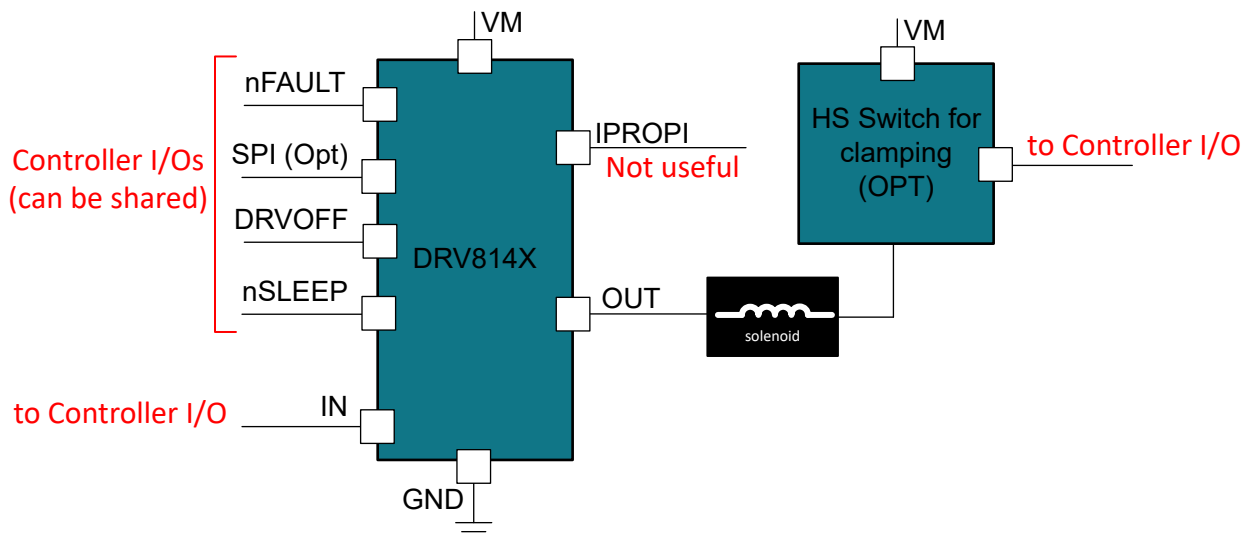 VM
VM
nFAULT
SPI (Opt)
DRVOFF
nSLEEP
Controller I/Os
(can be shared)
IPROPI
Not useful
HS Switch for
clamping
(OPT)
to Controller I/O
DRV814X
OUT
solenoid
to Controller I/O
IN
GND